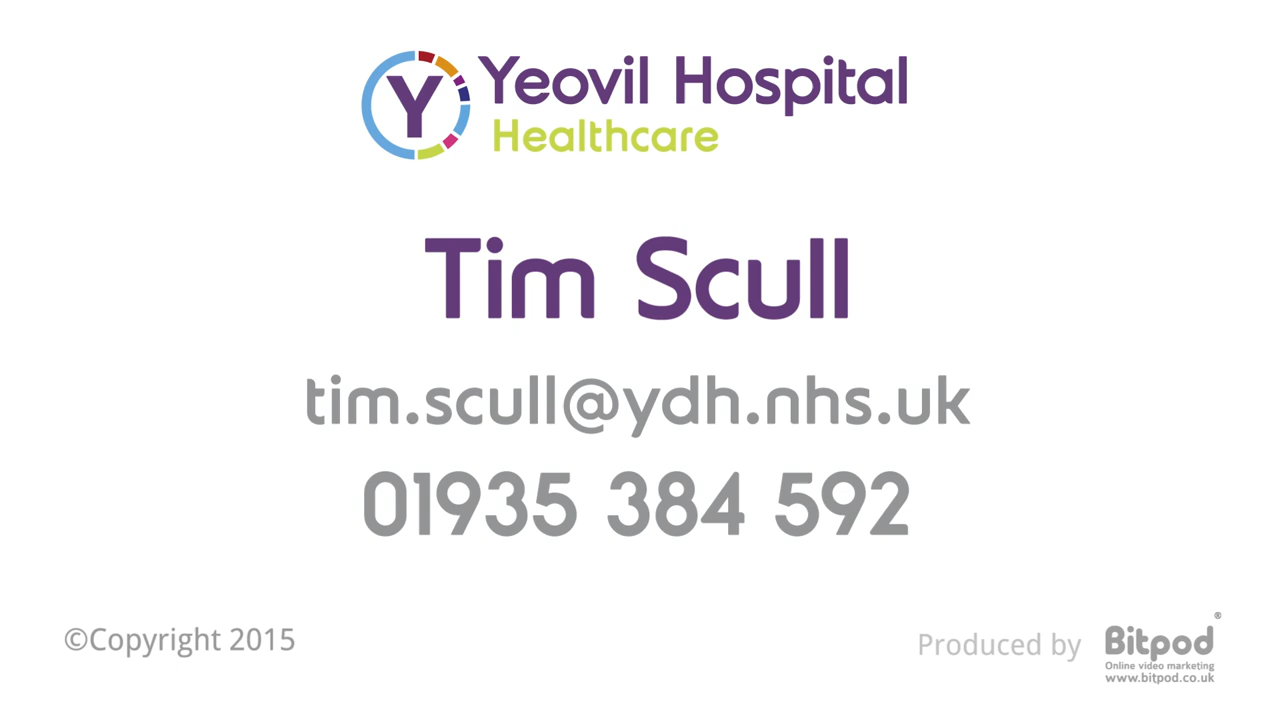 Y Yeovil Hospital
Healthcare
Tim Scull
tim.scull@ydh.nhs.uk
01935 384 592
©Copyright 2015
Produced by Bitpod®
Online video marketing
www.bitpod.co.uk